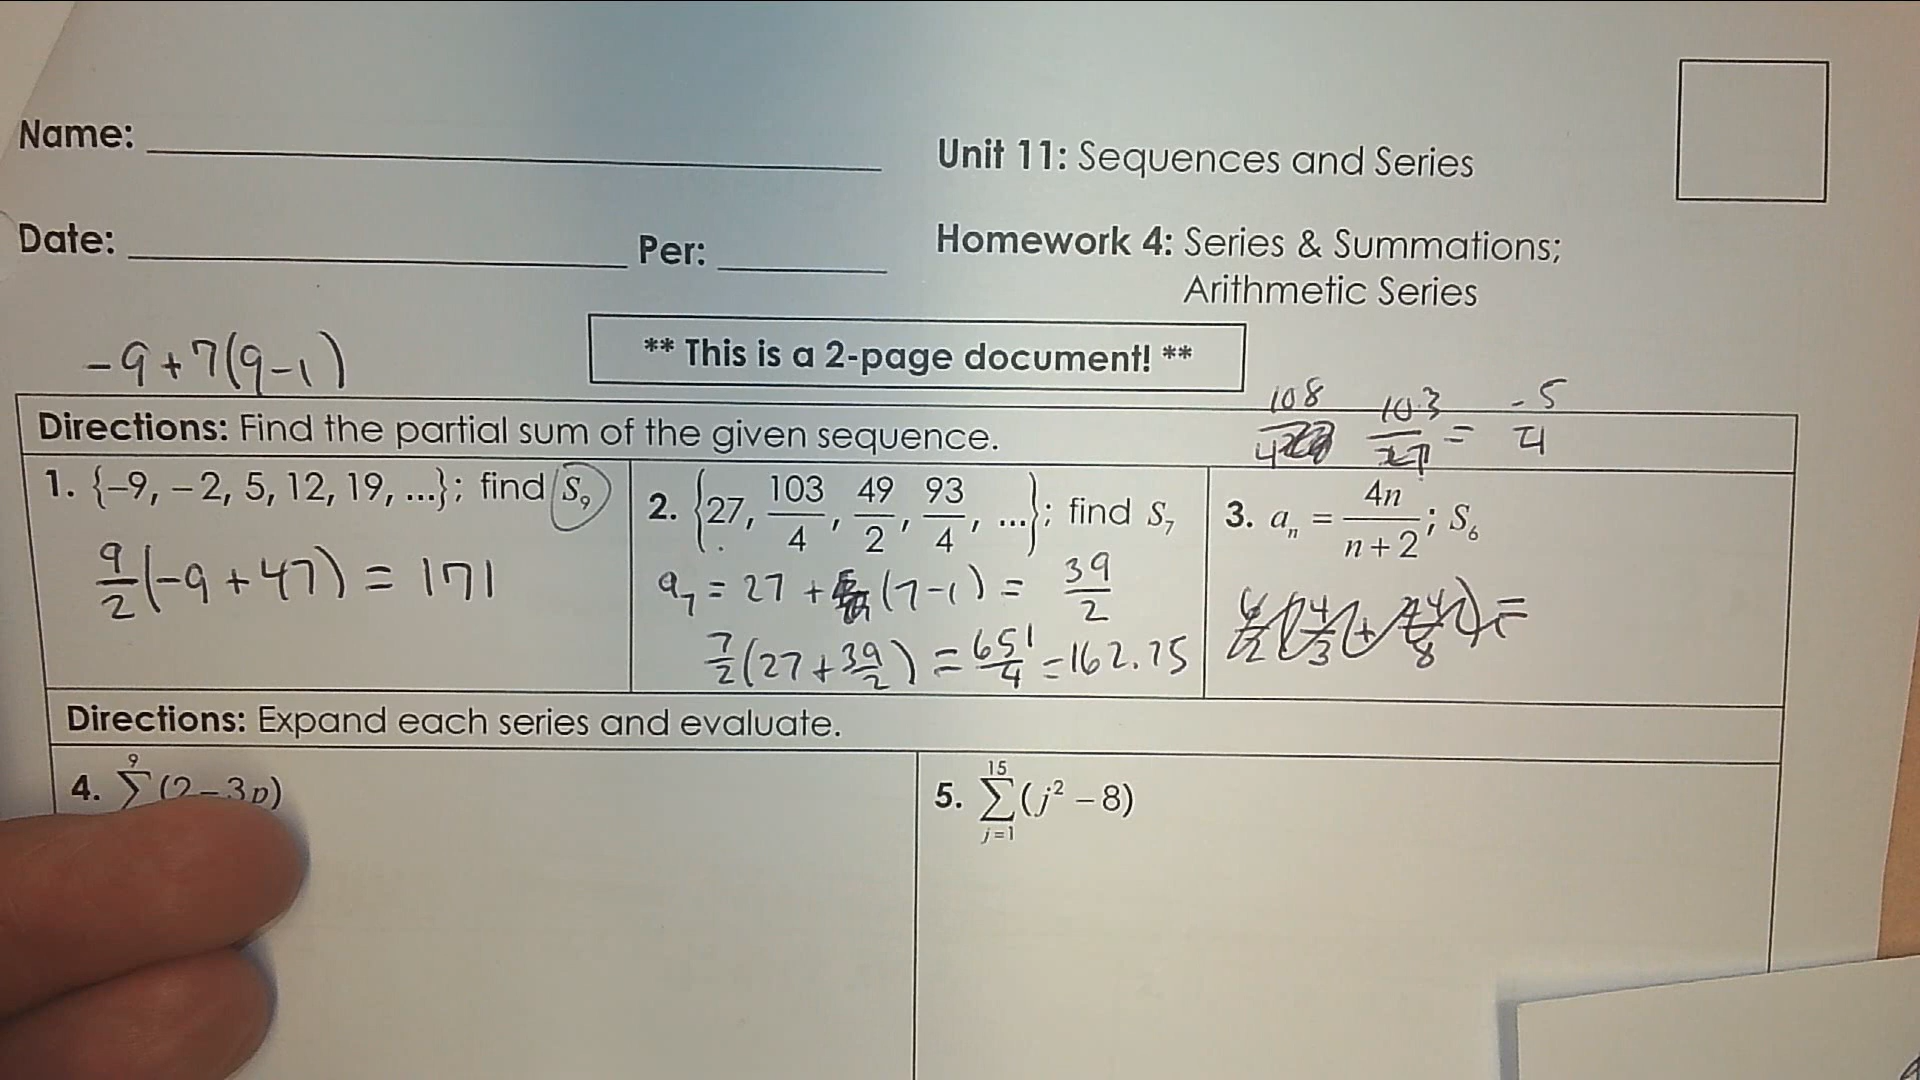 Name:
Unit 11: Sequences and Series
Date: Per:
Homework 4: Series & Summations;
Arithmetic Series
-9+7(9-1)
** This is a 2-page document! **
108/4 103/4 = -5/4
Directions: Find the partial sum of the given sequence.
1. {–9, –2, 5, 12, 19, ...}; find S₉
9/2(-9+47) = 171
2. {27, 103/4, 49/2, 93/4, ...}; find S₇
a₇ = 27 + (7-1) = 39/2
7/2(27+39/2) = 651/4 = 162.75
3. aₙ = 4n/(n+2); S₆
Directions: Expand each series and evaluate.
4. 9 ∑ (2–3p)
5. 15 ∑ j=1 (j² – 8)